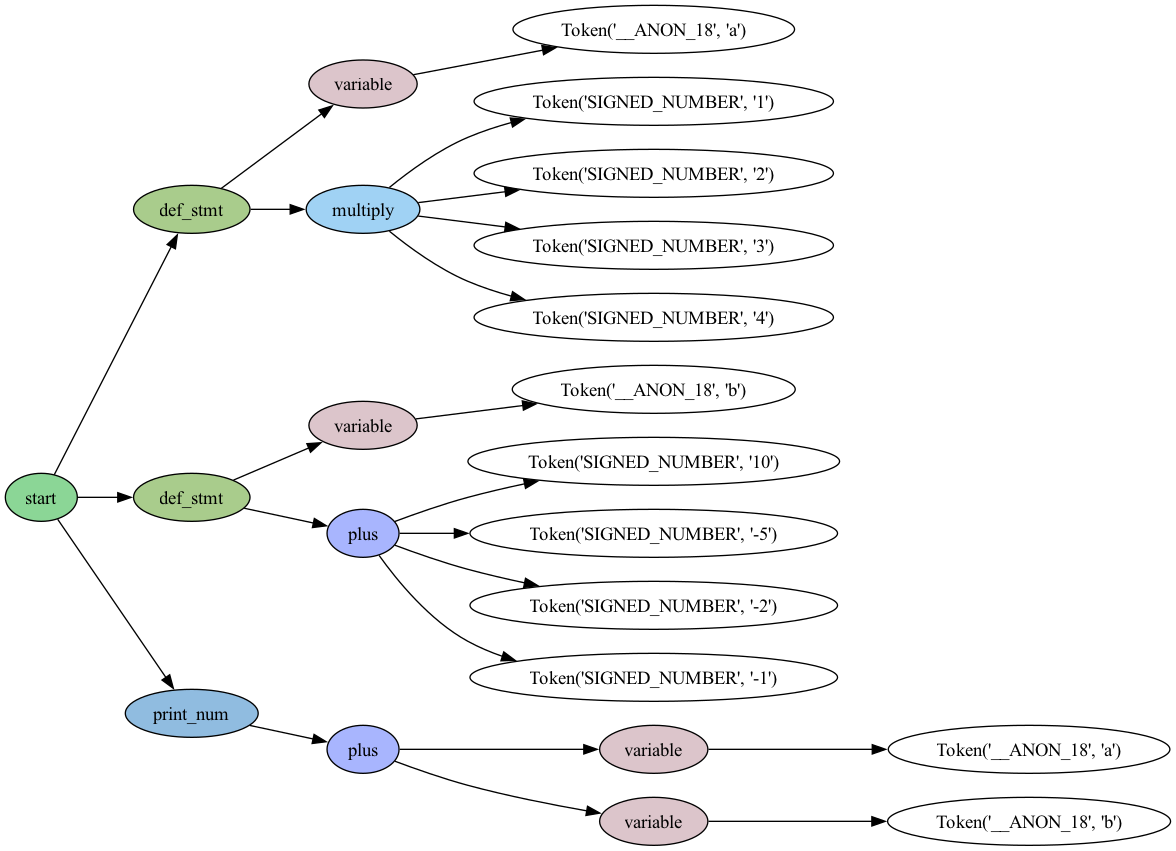 Token('__ANON_18', 'a')
variable
Token('SIGNED_NUMBER', '1')
Token('SIGNED_NUMBER', '2')
def_stmt
multiply
Token('SIGNED_NUMBER', '3')
Token('SIGNED_NUMBER', '4')
Token('__ANON_18', 'b')
variable
Token('SIGNED_NUMBER', '10')
start
def_stmt
plus
Token('SIGNED_NUMBER', '-5')
Token('SIGNED_NUMBER', '-2')
Token('SIGNED_NUMBER', '-1')
print_num
plus
variable
Token('__ANON_18', 'a')
variable
Token('__ANON_18', 'b')